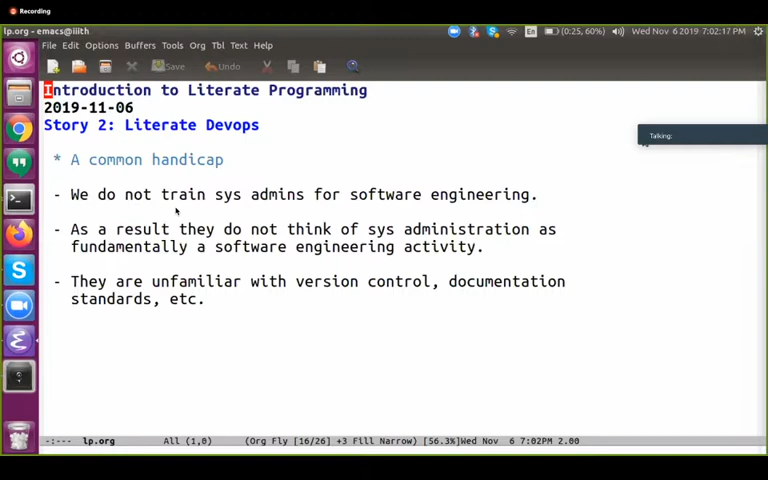 Recording
lp.org - emacs@iiith
En
(0:25, 60%)
Wed Nov 6 2019 7:02:17 PM
File Edit Options Buffers Tools Org Tbl Text Help
Save
Undo
Introduction to Literate Programming
2019-11-06
Story 2: Literate Devops
Talking:
* A common handicap
- We do not train sys admins for software engineering.
- As a result they do not think of sys administration as
fundamentally a software engineering activity.
- They are unfamiliar with version control, documentation
standards, etc.
-:--- lp.org All (1,0) (Org Fly [16/26] +3 Fill Narrow) [56.3%]Wed Nov 6 7:02PM 2.00